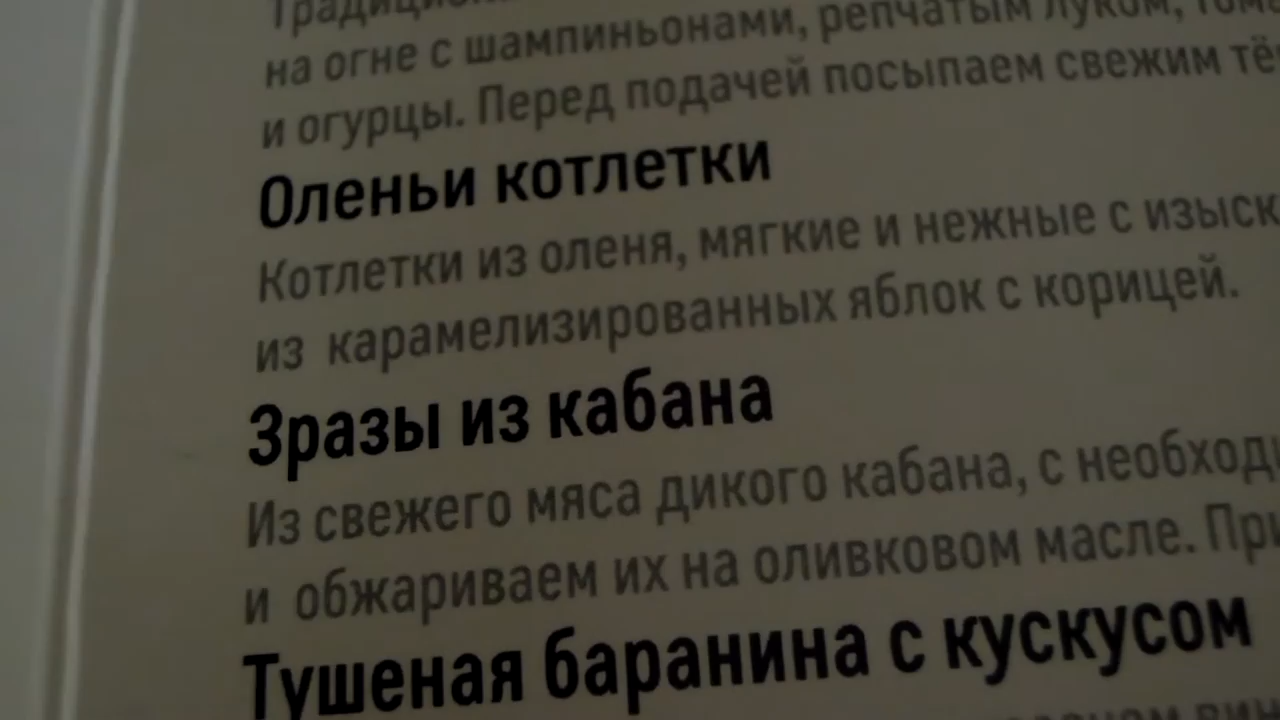 на огне с шампиньонами, репчатым луком,
и огурцы. Перед подачей посыпаем свежим
Оленьи котлетки
Котлетки из оленя, мягкие и нежные с
из карамелизированных яблок с корицей.
Зразы из кабана
Из свежего мяса дикого кабана, с
и обжариваем их на оливковом масле.
Тушеная баранина с кускусом